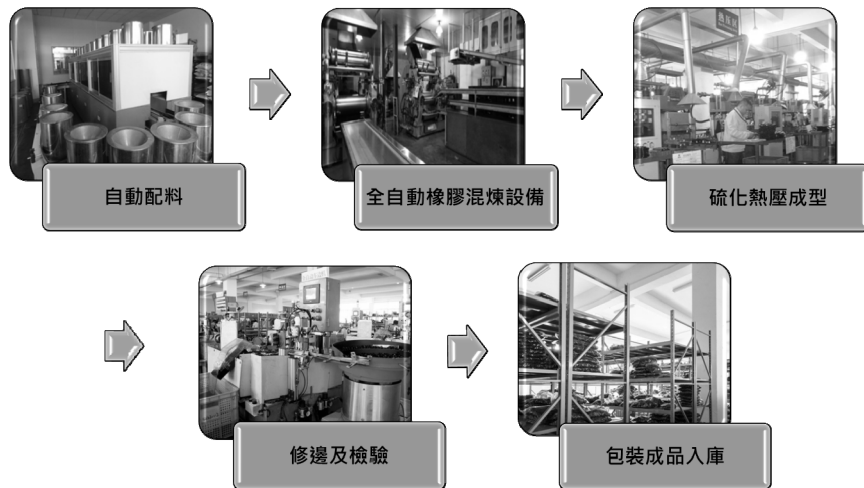 自動配料
全自動橡膠混煉設備
硫化熱壓成型
修邊及檢驗
包裝成品入庫